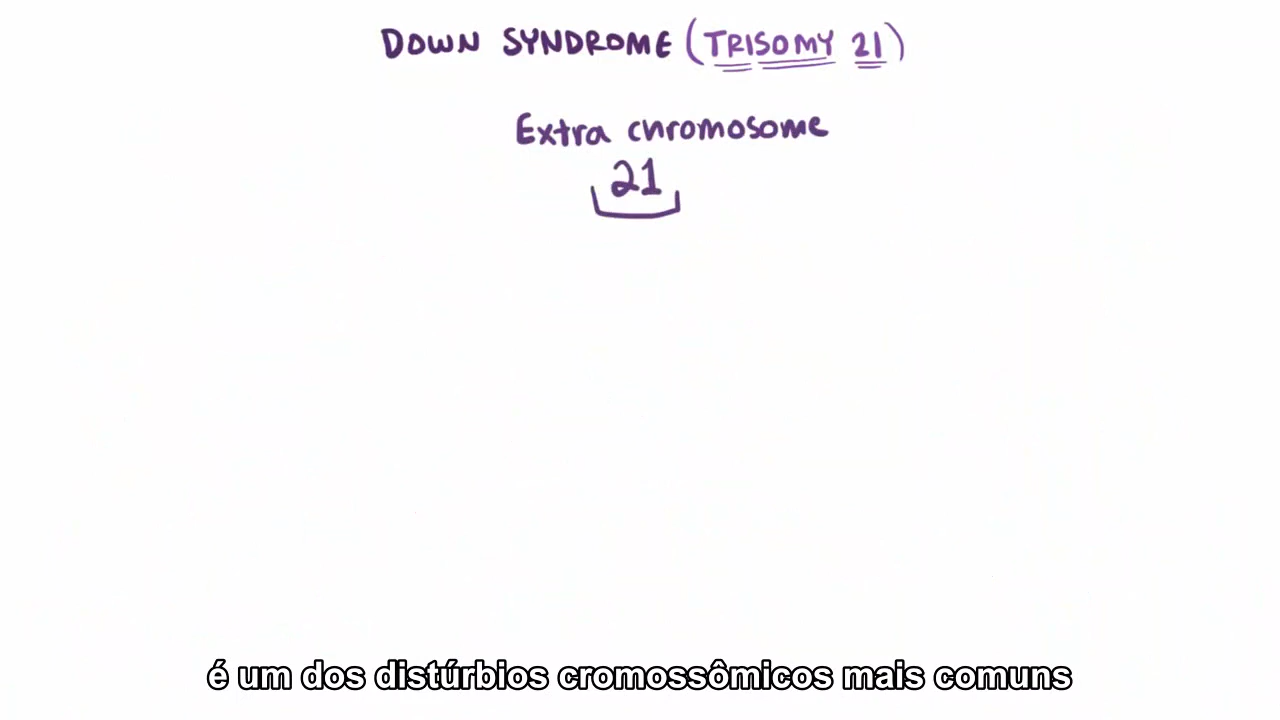 DOWN SYNDROME (TRISOMY 21)
Extra chromosome
21
é um dos distúrbios cromossômicos mais comuns